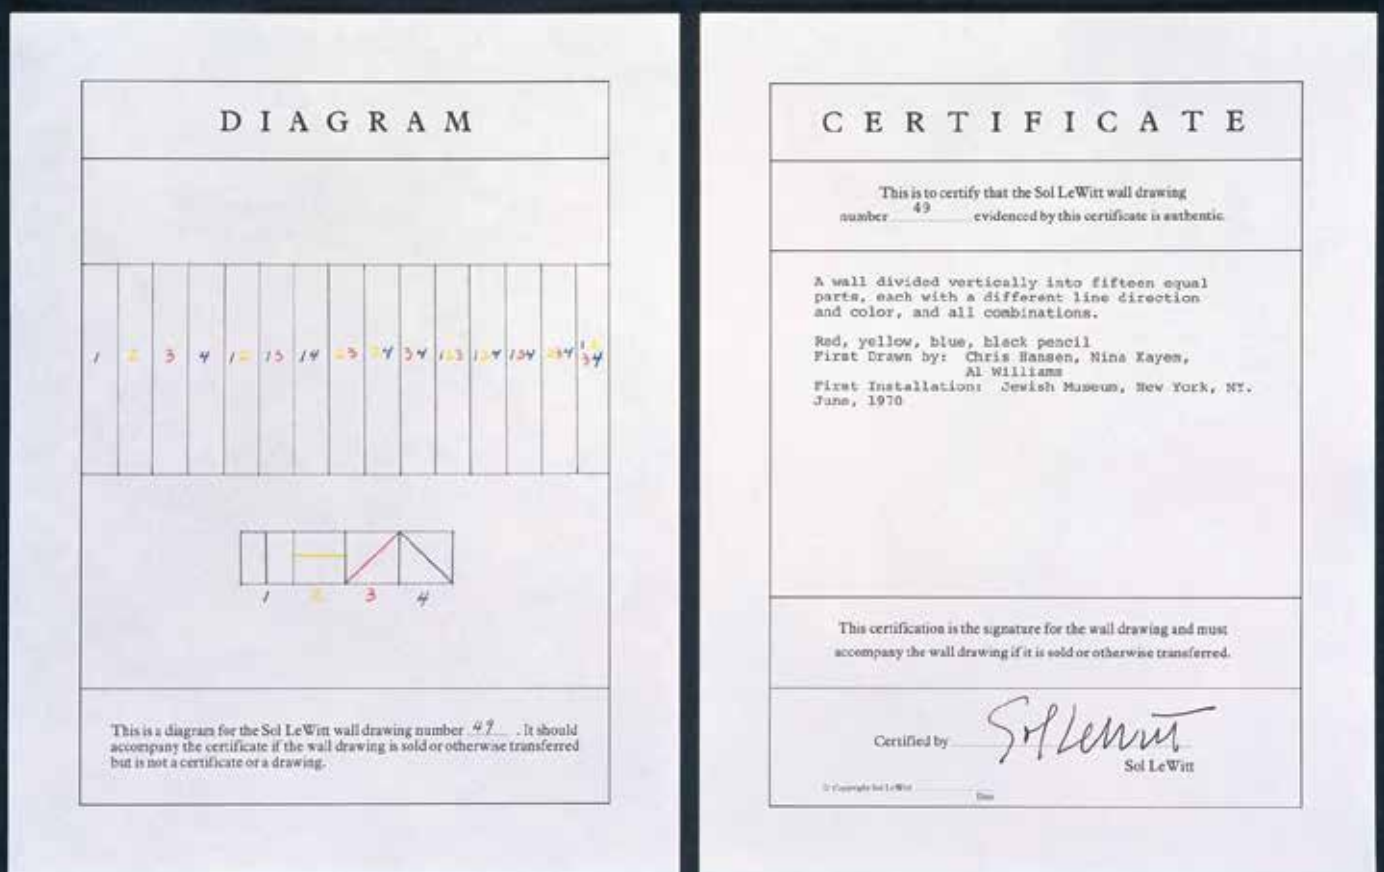 DIAGRAM
1 2 3 4 12 13 14 23 24 34 123 124 134 234 1234
1 2 3 4
This is a diagram for the Sol LeWitt wall drawing number 49 . It should
accompany the certificate if the wall drawing is sold or otherwise transferred
but is not a certificate or a drawing.
CERTIFICATE
This is to certify that the Sol LeWitt wall drawing
number 49 evidenced by this certificate is authentic.
A wall divided vertically into fifteen equal
parts, each with a different line direction
and color, and all combinations.
Red, yellow, blue, black pencil
First Drawn by: Chris Hansen, Nina Kayem,
Al Williams
First Installation: Jewish Museum, New York, NY.
June, 1970
This certification is the signature for the wall drawing and must
accompany the wall drawing if it is sold or otherwise transferred.
Certified by Sol LeWitt
Sol LeWitt
© Copyright Sol LeWitt
Date